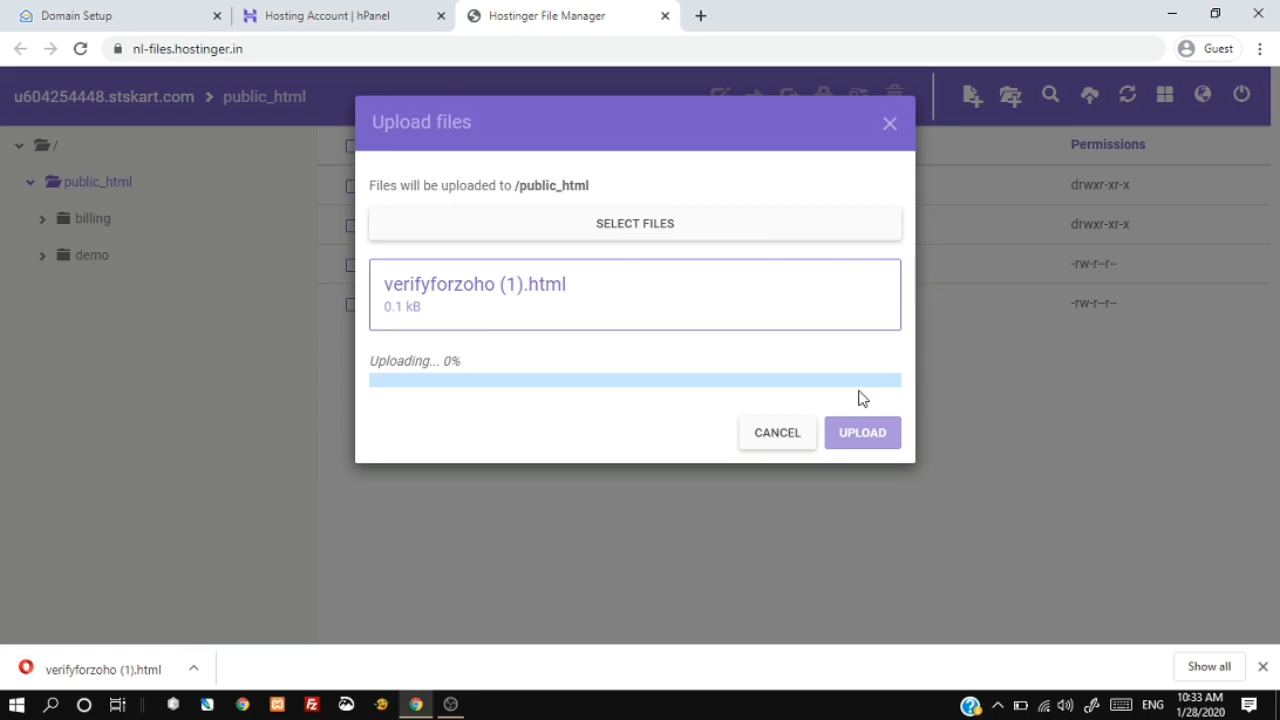 Domain Setup
Hosting Account | hPanel
Hostinger File Manager
nl-files.hostinger.in
Guest
u604254448.stskart.com > public_html
Upload files
/
Permissions
public_html
Files will be uploaded to /public_html
drwxr-xr-x
billing
SELECT FILES
drwxr-xr-x
demo
verifyforzoho (1).html
0.1 kB
-rw-r--r--
-rw-r--r--
Uploading... 0%
CANCEL
UPLOAD
verifyforzoho (1).html
Show all
ENG
10:33 AM
1/28/2020